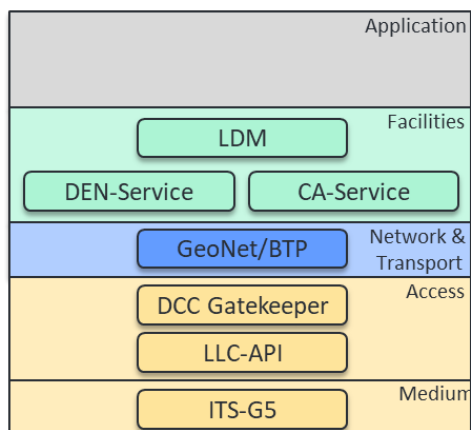 Application
Facilities
LDM
DEN-Service
CA-Service
Network &
Transport
GeoNet/BTP
Access
DCC Gatekeeper
LLC-API
Medium
ITS-G5